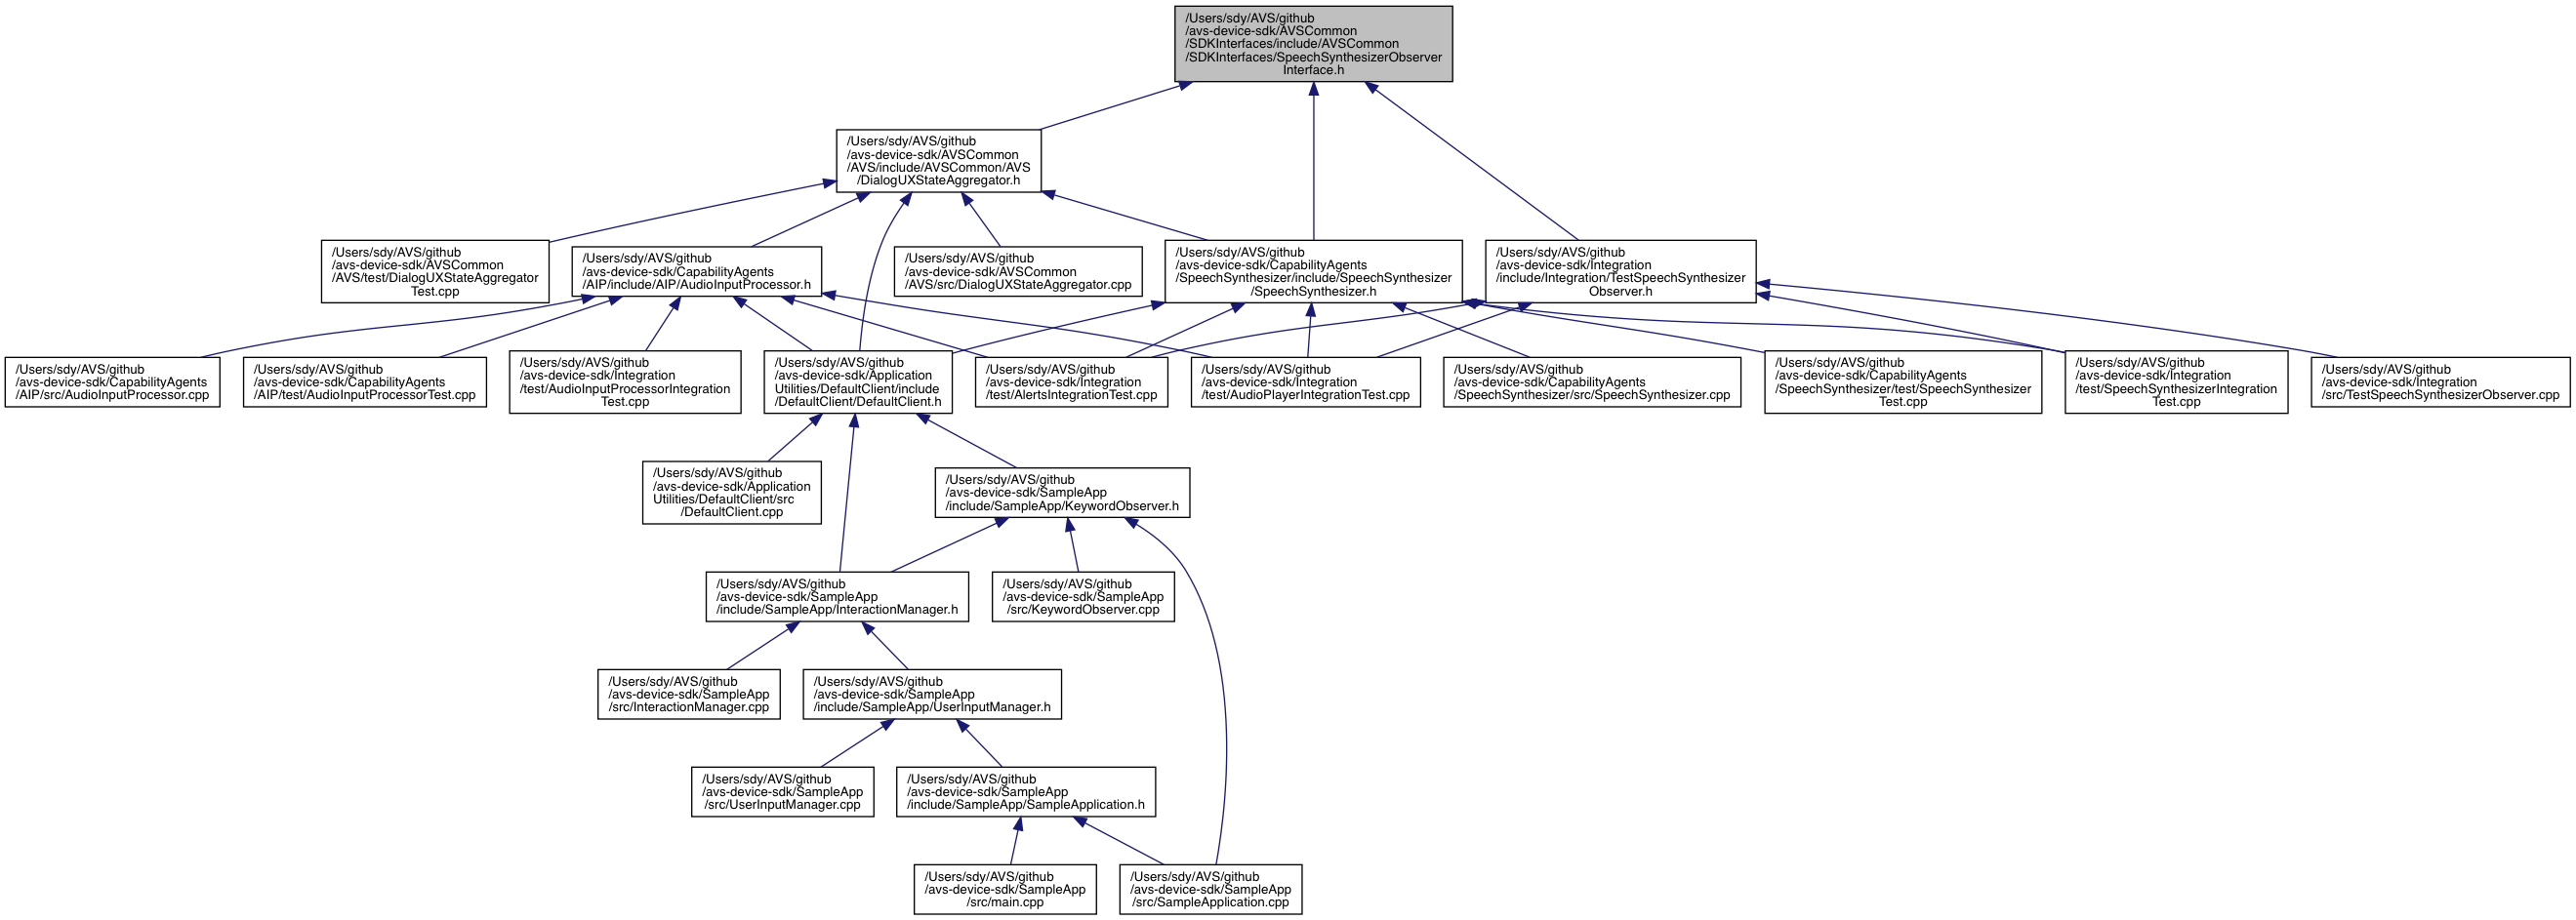 /Users/sdy/AVS/github
/avs-device-sdk/AVSCommon
/SDKInterfaces/include/AVSCommon
/SDKInterfaces/SpeechSynthesizerObserver
Interface.h
/Users/sdy/AVS/github
/avs-device-sdk/AVSCommon
/AVS/include/AVSCommon/AVS
/DialogUXStateAggregator.h
/Users/sdy/AVS/github
/avs-device-sdk/AVSCommon
/AVS/test/DialogUXStateAggregator
Test.cpp
/Users/sdy/AVS/github
/avs-device-sdk/CapabilityAgents
/AIP/include/AIP/AudioInputProcessor.h
/Users/sdy/AVS/github
/avs-device-sdk/AVSCommon
/AVS/src/DialogUXStateAggregator.cpp
/Users/sdy/AVS/github
/avs-device-sdk/CapabilityAgents
/SpeechSynthesizer/include/SpeechSynthesizer
/SpeechSynthesizer.h
/Users/sdy/AVS/github
/avs-device-sdk/Integration
/include/Integration/TestSpeechSynthesizer
Observer.h
/Users/sdy/AVS/github
/avs-device-sdk/CapabilityAgents
/AIP/src/AudioInputProcessor.cpp
/Users/sdy/AVS/github
/avs-device-sdk/CapabilityAgents
/AIP/test/AudioInputProcessorTest.cpp
/Users/sdy/AVS/github
/avs-device-sdk/Integration
/test/AudioInputProcessorIntegration
Test.cpp
/Users/sdy/AVS/github
/avs-device-sdk/Application
Utilities/DefaultClient/include
/DefaultClient/DefaultClient.h
/Users/sdy/AVS/github
/avs-device-sdk/Integration
/test/AlertsIntegrationTest.cpp
/Users/sdy/AVS/github
/avs-device-sdk/Integration
/test/AudioPlayerIntegrationTest.cpp
/Users/sdy/AVS/github
/avs-device-sdk/CapabilityAgents
/SpeechSynthesizer/src/SpeechSynthesizer.cpp
/Users/sdy/AVS/github
/avs-device-sdk/CapabilityAgents
/SpeechSynthesizer/test/SpeechSynthesizer
Test.cpp
/Users/sdy/AVS/github
/avs-device-sdk/Integration
/test/SpeechSynthesizerIntegration
Test.cpp
/Users/sdy/AVS/github
/avs-device-sdk/Integration
/src/TestSpeechSynthesizerObserver.cpp
/Users/sdy/AVS/github
/avs-device-sdk/Application
Utilities/DefaultClient/src
/DefaultClient.cpp
/Users/sdy/AVS/github
/avs-device-sdk/SampleApp
/include/SampleApp/KeywordObserver.h
/Users/sdy/AVS/github
/avs-device-sdk/SampleApp
/include/SampleApp/InteractionManager.h
/Users/sdy/AVS/github
/avs-device-sdk/SampleApp
/src/KeywordObserver.cpp
/Users/sdy/AVS/github
/avs-device-sdk/SampleApp
/src/InteractionManager.cpp
/Users/sdy/AVS/github
/avs-device-sdk/SampleApp
/include/SampleApp/UserInputManager.h
/Users/sdy/AVS/github
/avs-device-sdk/SampleApp
/src/UserInputManager.cpp
/Users/sdy/AVS/github
/avs-device-sdk/SampleApp
/include/SampleApp/SampleApplication.h
/Users/sdy/AVS/github
/avs-device-sdk/SampleApp
/src/main.cpp
/Users/sdy/AVS/github
/avs-device-sdk/SampleApp
/src/SampleApplication.cpp